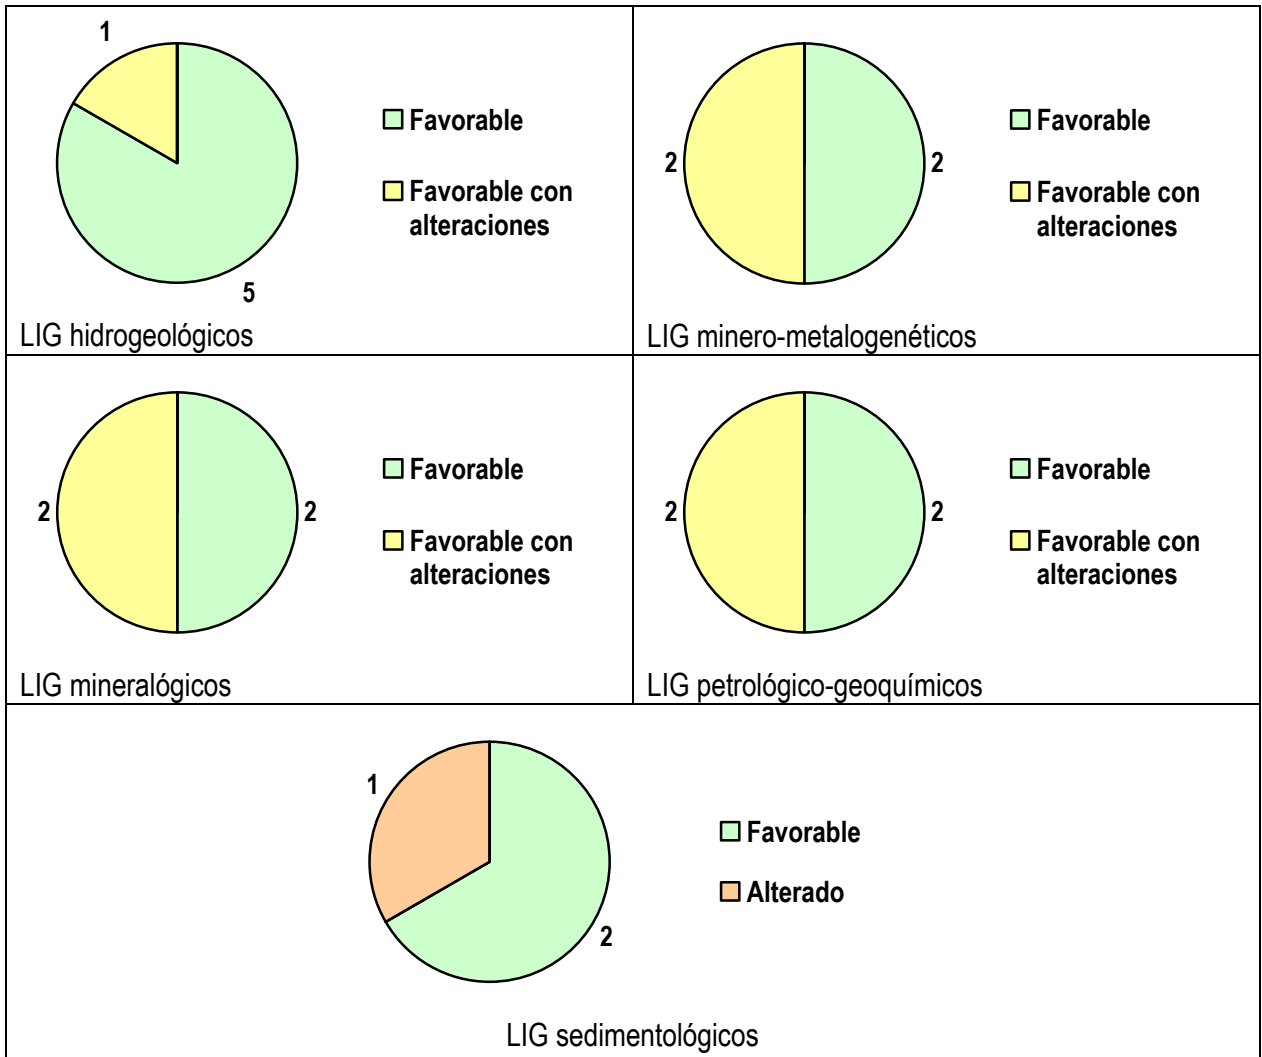 1
Favorable
Favorable con
alteraciones
5
LIG hidrogeológicos
2
2
Favorable
Favorable con
alteraciones
LIG minero-metalogenéticos
2
2
Favorable
Favorable con
alteraciones
LIG mineralógicos
2
2
Favorable
Favorable con
alteraciones
LIG petrológico-geoquímicos
1
Favorable
Alterado
2
LIG sedimentológicos